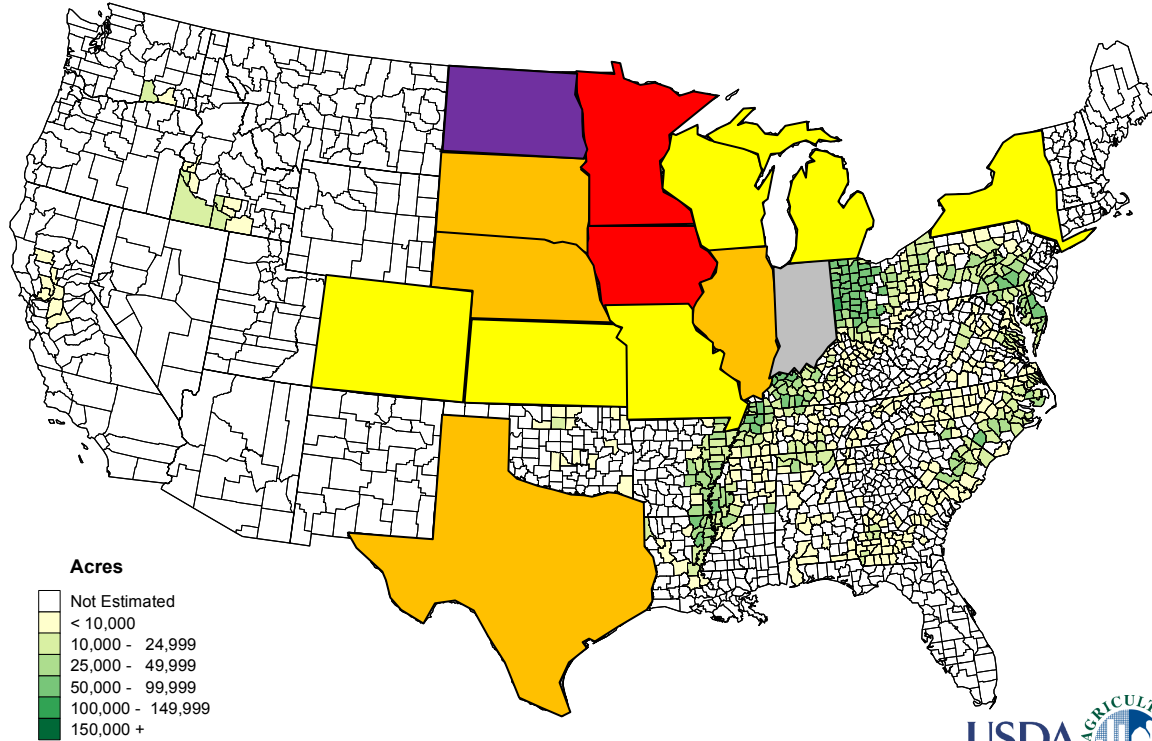 Acres
Not Estimated
< 10,000
10,000 - 24,999
25,000 - 49,999
50,000 - 99,999
100,000 - 149,999
150,000 +
USDA
AGRICULT